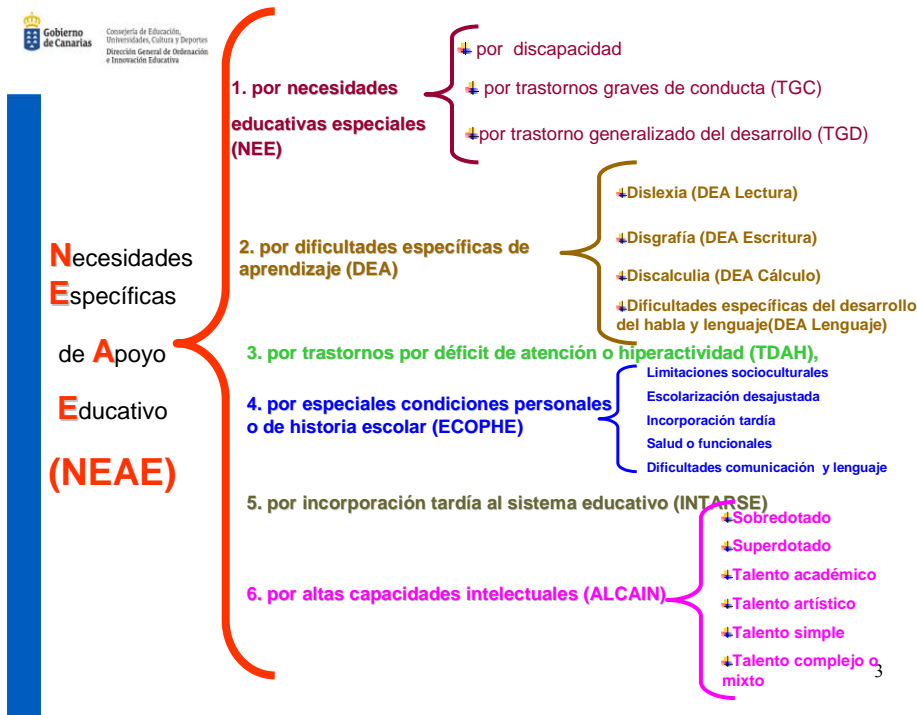 Gobierno
de Canarias
Consejería de Educación,
Universidades, Cultura y Deportes
Dirección General de Ordenación
e Innovación Educativa
Necesidades
Específicas
de Apoyo
Educativo
(NEAE)
1. por necesidades
educativas especiales
(NEE)
por discapacidad
por trastornos graves de conducta (TGC)
por trastorno generalizado del desarrollo (TGD)
2. por dificultades específicas de
aprendizaje (DEA)
Dislexia (DEA Lectura)
Disgrafía (DEA Escritura)
Discalculia (DEA Cálculo)
Dificultades específicas del desarrollo
del habla y lenguaje(DEA Lenguaje)
3. por trastornos por déficit de atención o hiperactividad (TDAH),
4. por especiales condiciones personales
o de historia escolar (ECOPHE)
Limitaciones socioculturales
Escolarización desajustada
Incorporación tardía
Salud o funcionales
Dificultades comunicación y lenguaje
5. por incorporación tardía al sistema educativo (INTARSE)
6. por altas capacidades intelectuales (ALCAIN)
Sobredotado
Superdotado
Talento académico
Talento artístico
Talento simple
Talento complejo o
mixto
3